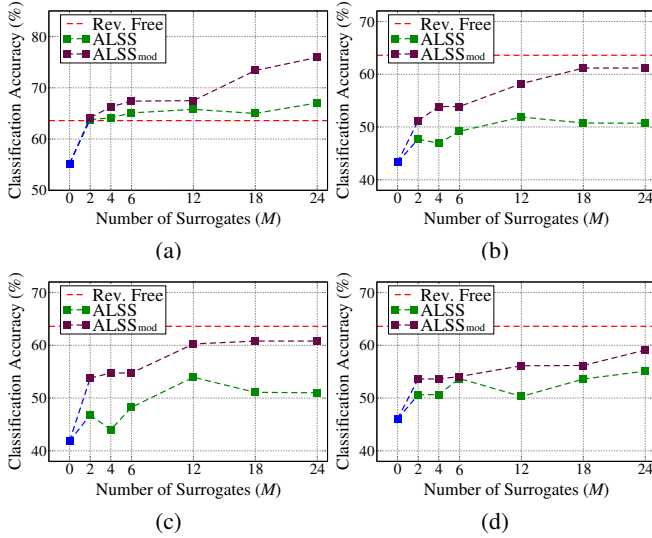 Classification Accuracy (%)
80
70
60
50
Rev. Free
ALSS
ALSSmod
0 2 4 6 12 18 24
Number of Surrogates (M)
(a)
Classification Accuracy (%)
70
60
50
40
Rev. Free
ALSS
ALSSmod
0 2 4 6 12 18 24
Number of Surrogates (M)
(b)
Classification Accuracy (%)
70
60
50
40
Rev. Free
ALSS
ALSSmod
0 2 4 6 12 18 24
Number of Surrogates (M)
(c)
Classification Accuracy (%)
70
60
50
40
Rev. Free
ALSS
ALSSmod
0 2 4 6 12 18 24
Number of Surrogates (M)
(d)